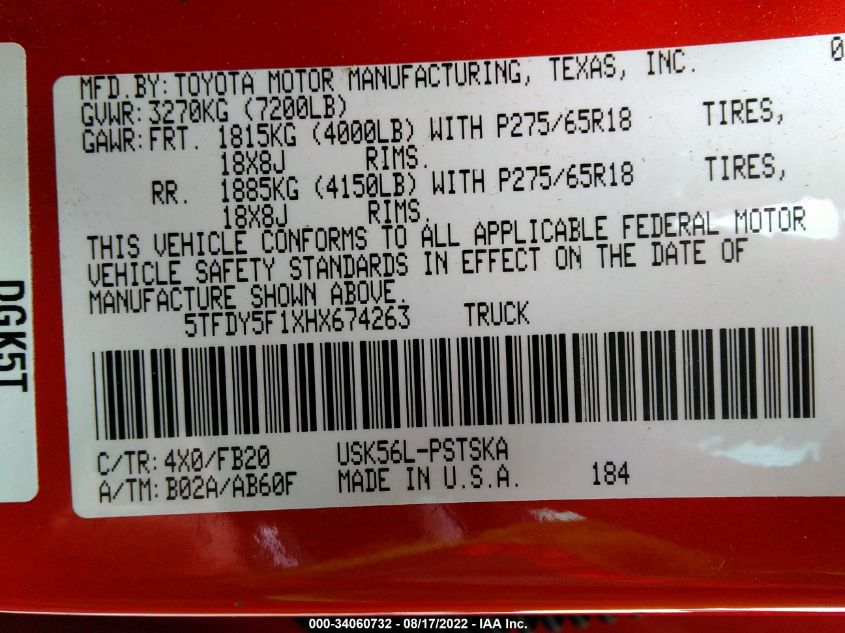 MFD.BY:TOYOTA MOTOR MANUFACTURING, TEXAS, INC. 0
GVWR:3270KG (7200LB)
GAWR:FRT. 1815KG (4000LB) WITH P275/65R18 TIRES,
18X8J RIMS.
RR. 1885KG (4150LB) WITH P275/65R18 TIRES,
18X8J RIMS.
THIS VEHICLE CONFORMS TO ALL APPLICABLE FEDERAL MOTOR
VEHICLE SAFETY STANDARDS IN EFFECT ON THE DATE OF
MANUFACTURE SHOWN ABOVE.
5TFDY5F1XHX674263 TRUCK
C/TR:4X0/FB20 USK56L-PSTSKA
A/TM:B02A/AB60F MADE IN U.S.A. 184
DGK5T
000-34060732 - 08/17/2022 - IAA Inc.